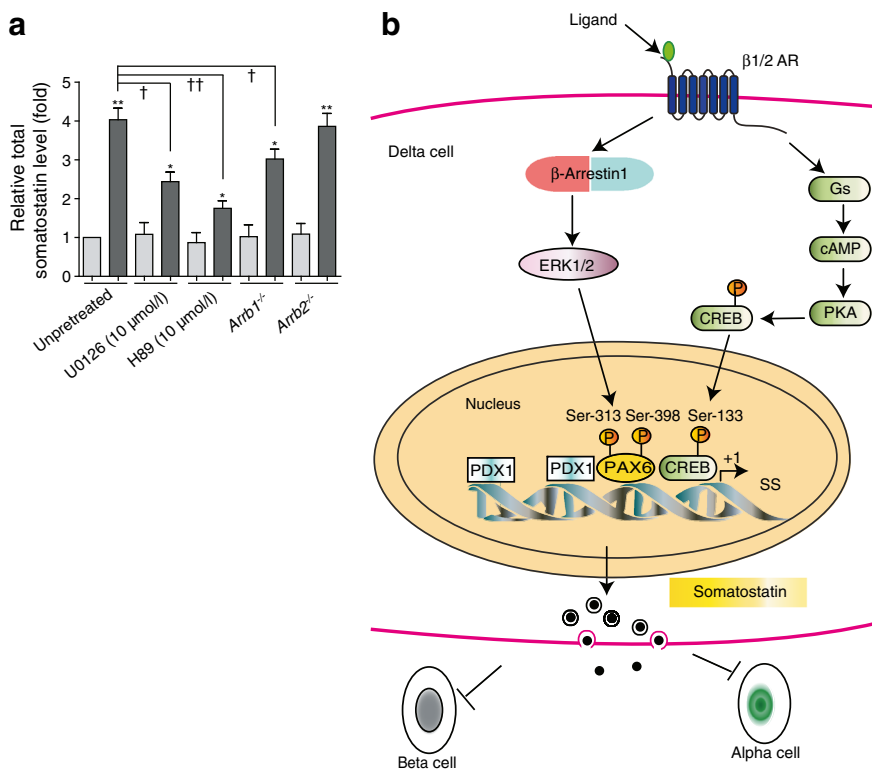 a
Relative total
somatostatin level (fold)
5
4
3
2
1
0
**
*
*
*
**
†
††
†
Unpretreated
U0126 (10 µmol/l)
H89 (10 µmol/l)
Arrb1-/-
Arrb2-/-
b
Ligand
β1/2 AR
Delta cell
β-Arrestin1
Gs
ERK1/2
cAMP
P
CREB
PKA
Nucleus
Ser-313 Ser-398 Ser-133
P P P
PDX1 PDX1 PAX6 CREB +1
SS
Somatostatin
Beta cell
Alpha cell